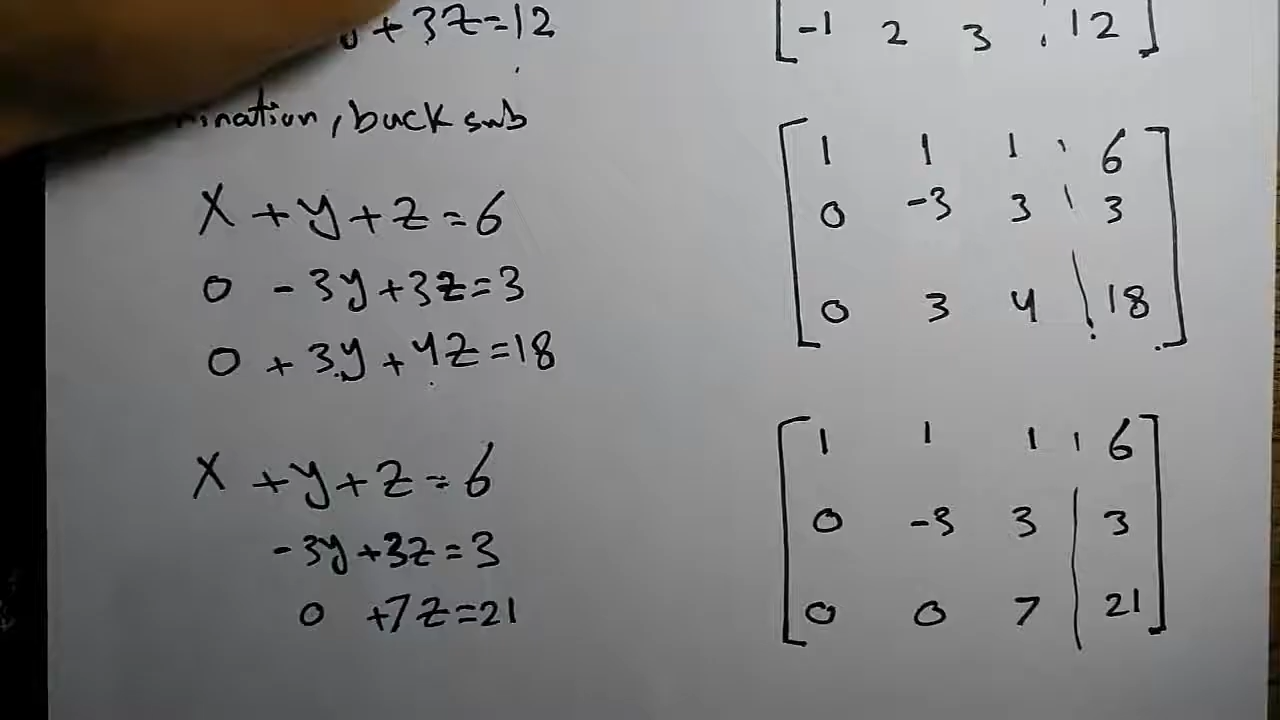 + 3z = 12
, buck sub
x + y + z = 6
0 - 3y + 3z = 3
0 + 3y + 4z = 18
x + y + z = 6
- 3y + 3z = 3
0 + 7z = 21
-1 2 3 12
1 1 1 6
0 -3 3 3
0 3 4 18
1 1 1 6
0 -3 3 3
0 0 7 21